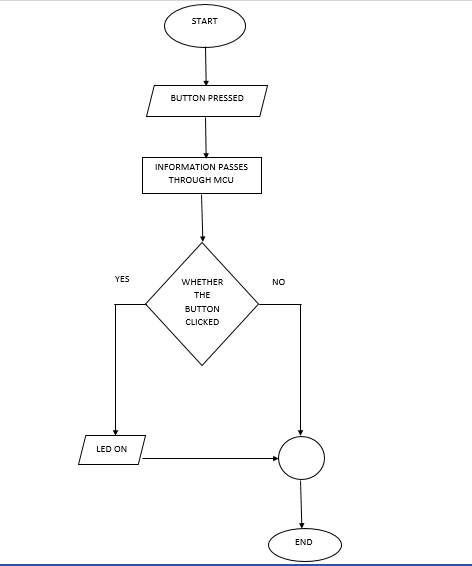 START
BUTTON PRESSED
INFORMATION PASSES
THROUGH MCU
YES
NO
WHETHER
THE
BUTTON
CLICKED
LED ON
END